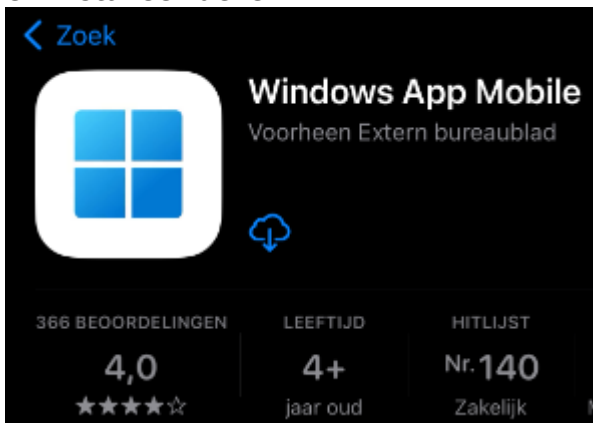 Zoek
Windows App Mobile
Voorheen Extern bureaublad
366 BEOORDELINGEN
LEEFTIJD
HITLIJST
4,0
4+
Nr.140
★★★★☆
jaar oud
Zakelijk